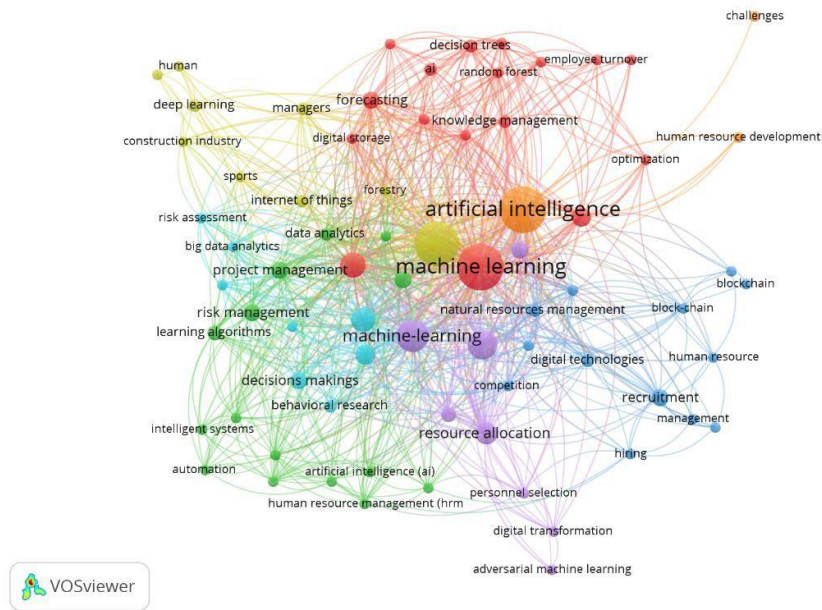 challenges
decision trees
employee turnover
human
ai
random forest
deep learning
managers
forecasting
knowledge management
construction industry
digital storage
human resource development
optimization
sports
forestry
internet of things
artificial intelligence
risk assessment
data analytics
big data analytics
project management
machine learning
blockchain
natural resources management
block-chain
risk management
learning algorithms
machine-learning
digital technologies
human resource
decisions makings
competition
recruitment
behavioral research
management
intelligent systems
resource allocation
hiring
automation
artificial intelligence (ai)
personnel selection
human resource management (hrm
digital transformation
adversarial machine learning
VOSviewer